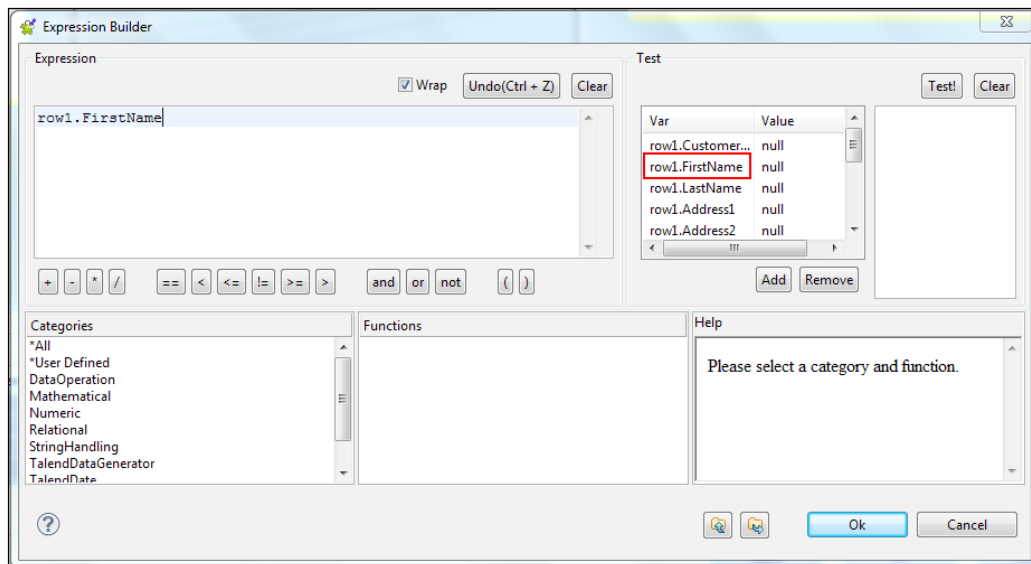 Expression Builder
Expression
Wrap
Undo(Ctrl + Z)
Clear
row1.FirstName
+ - * / == < <= != >= > and or not ( )
Test
Test!
Clear
Var Value
row1.Customer... null
row1.FirstName null
row1.LastName null
row1.Address1 null
row1.Address2 null
Add
Remove
Categories
*All
*User Defined
DataOperation
Mathematical
Numeric
Relational
StringHandling
TalendDataGenerator
TalendDate
Functions
Help
Please select a category and function.
?
Ok
Cancel